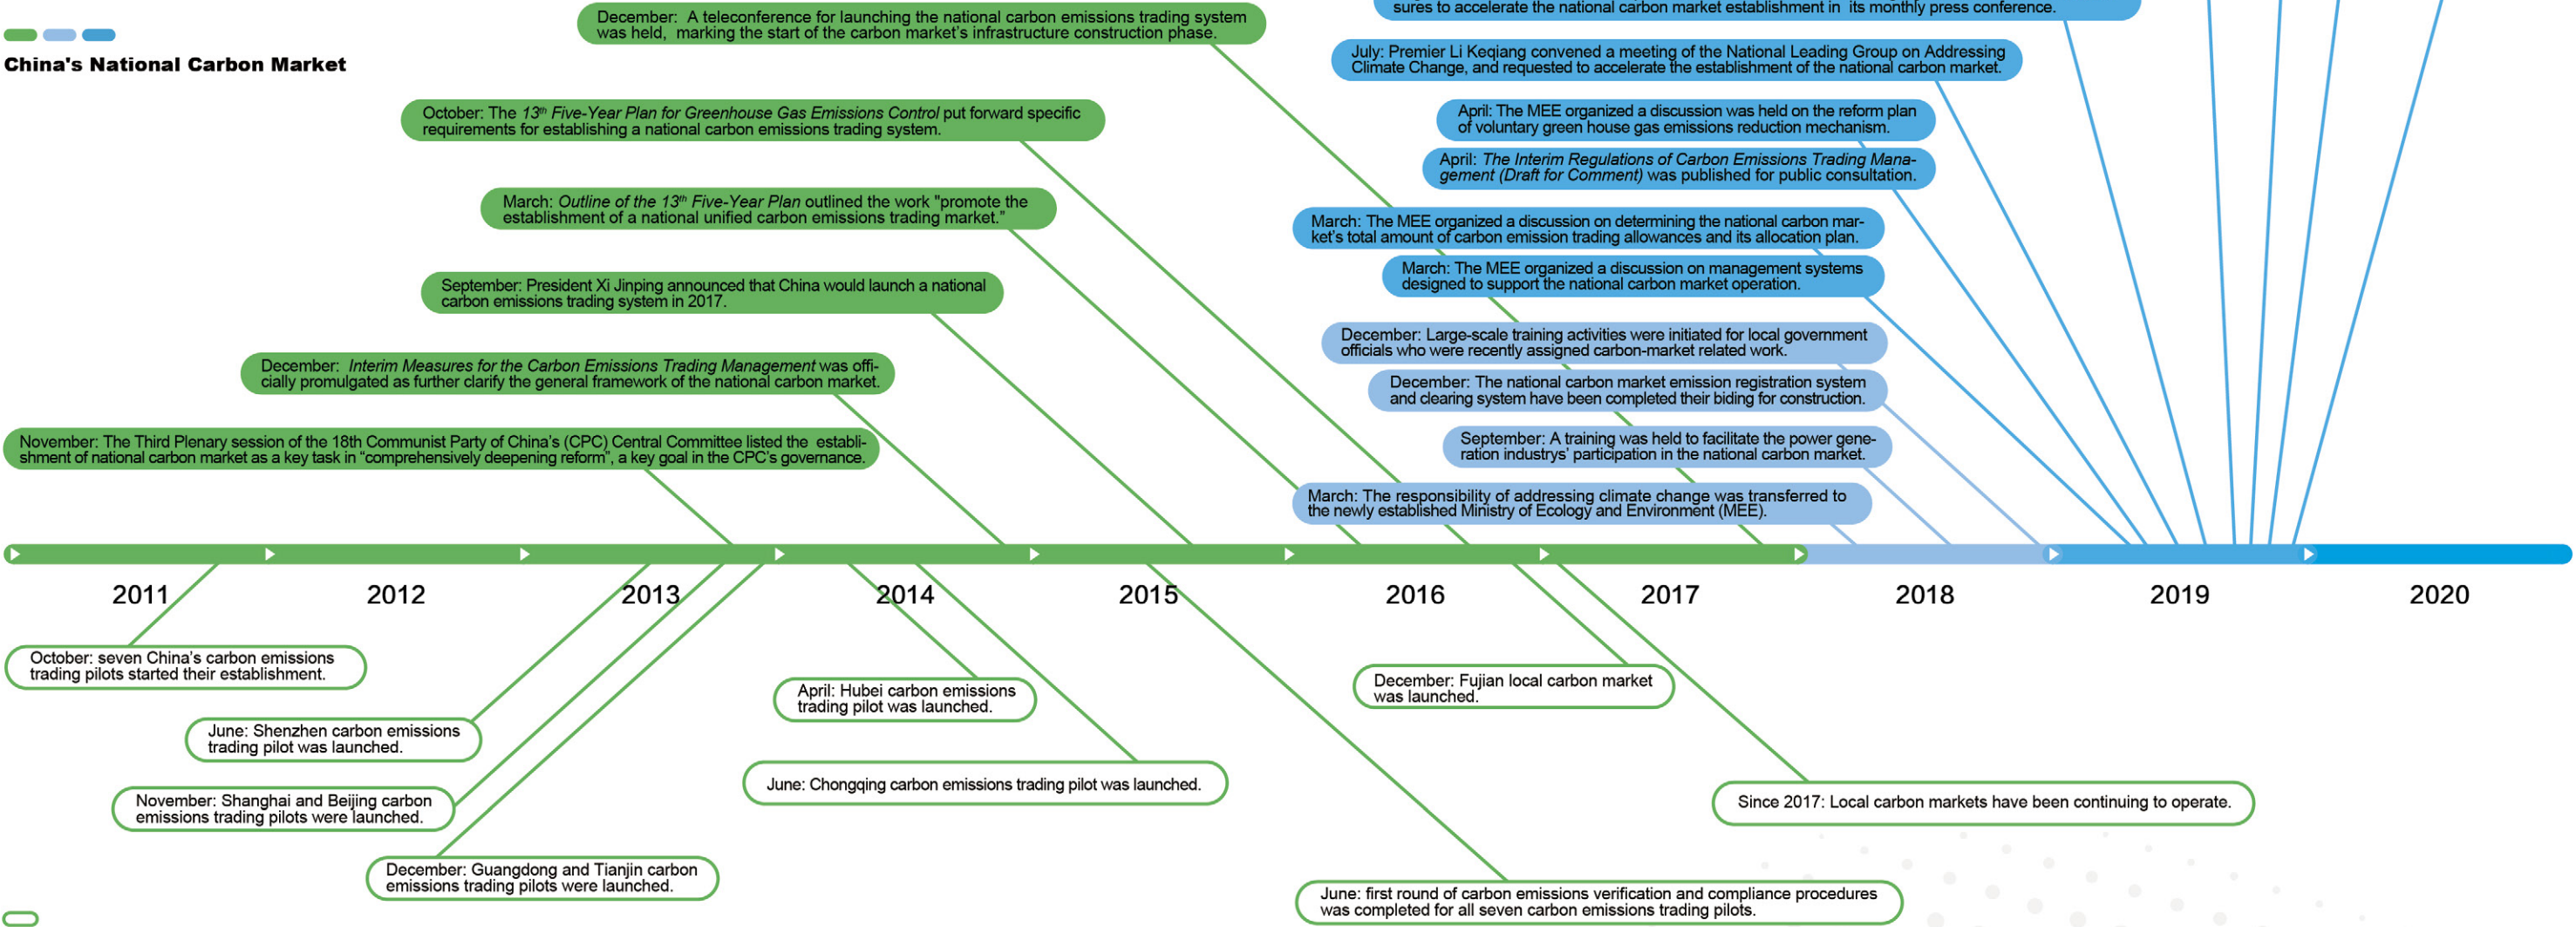 December: A teleconference for launching the national carbon emissions trading system
was held, marking the start of the carbon market's infrastructure construction phase.
sures to accelerate the national carbon market establishment in its monthly press conference.
China's National Carbon Market
July: Premier Li Keqiang convened a meeting of the National Leading Group on Addressing
Climate Change, and requested to accelerate the establishment of the national carbon market.
October: The 13th Five-Year Plan for Greenhouse Gas Emissions Control put forward specific
requirements for establishing a national carbon emissions trading system.
April: The MEE organized a discussion was held on the reform plan
of voluntary green house gas emissions reduction mechanism.
April: The Interim Regulations of Carbon Emissions Trading Mana-
gement (Draft for Comment) was published for public consultation.
March: Outline of the 13th Five-Year Plan outlined the work "promote the
establishment of a national unified carbon emissions trading market."
March: The MEE organized a discussion on determining the national carbon mar-
ket's total amount of carbon emission trading allowances and its allocation plan.
March: The MEE organized a discussion on management systems
designed to support the national carbon market operation.
September: President Xi Jinping announced that China would launch a national
carbon emissions trading system in 2017.
December: Large-scale training activities were initiated for local government
officials who were recently assigned carbon-market related work.
December: Interim Measures for the Carbon Emissions Trading Management was offi-
cially promulgated as further clarify the general framework of the national carbon market.
December: The national carbon market emission registration system
and clearing system have been completed their biding for construction.
November: The Third Plenary session of the 18th Communist Party of China's (CPC) Central Committee listed the establi-
shment of national carbon market as a key task in “comprehensively deepening reform”, a key goal in the CPC's governance.
September: A training was held to facilitate the power gene-
ration industrys' participation in the national carbon market.
March: The responsibility of addressing climate change was transferred to
the newly established Ministry of Ecology and Environment (MEE).
2011 2012 2013 2014 2015 2016 2017 2018 2019 2020
October: seven China's carbon emissions
trading pilots started their establishment.
June: Shenzhen carbon emissions
trading pilot was launched.
November: Shanghai and Beijing carbon
emissions trading pilots were launched.
December: Guangdong and Tianjin carbon
emissions trading pilots were launched.
April: Hubei carbon emissions
trading pilot was launched.
June: Chongqing carbon emissions trading pilot was launched.
December: Fujian local carbon market
was launched.
Since 2017: Local carbon markets have been continuing to operate.
June: first round of carbon emissions verification and compliance procedures
was completed for all seven carbon emissions trading pilots.